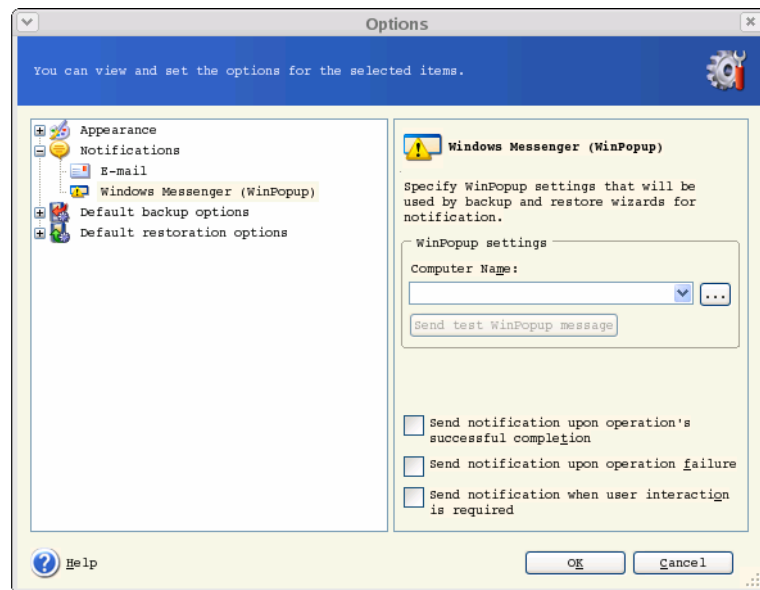 Options
You can view and set the options for the selected items.
Appearance
Notifications
E-mail
Windows Messenger (WinPopup)
Default backup options
Default restoration options
Windows Messenger (WinPopup)
Specify WinPopup settings that will be
used by backup and restore wizards for
notification.
WinPopup settings
Computer Name:
...
Send test WinPopup message
Send notification upon operation's
successful completion
Send notification upon operation failure
Send notification when user interaction
is required
Help
OK
Cancel